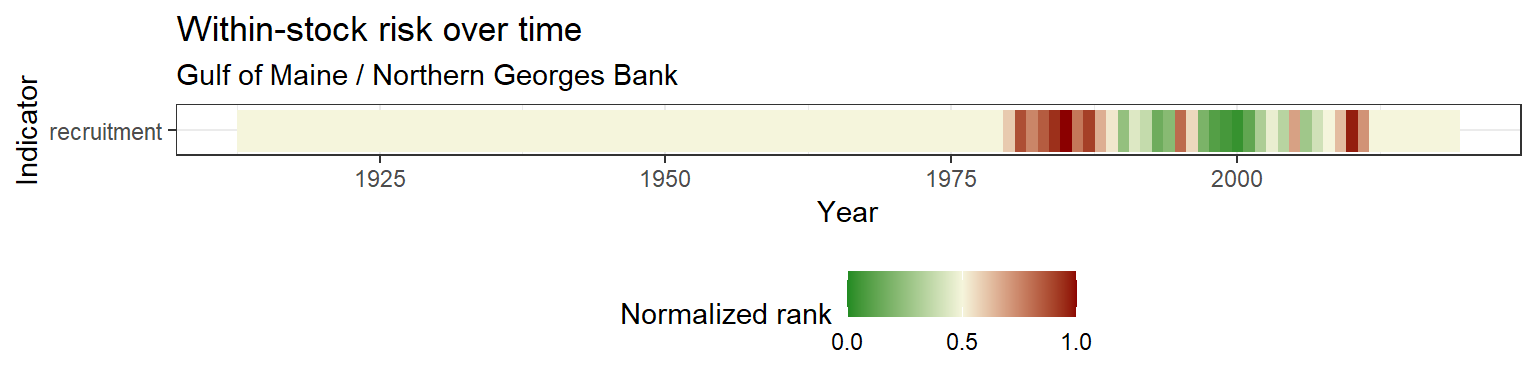 Within-stock risk over time
Gulf of Maine / Northern Georges Bank
Indicator
recruitment
1925 1950 1975 2000
Year
Normalized rank
0.0 0.5 1.0